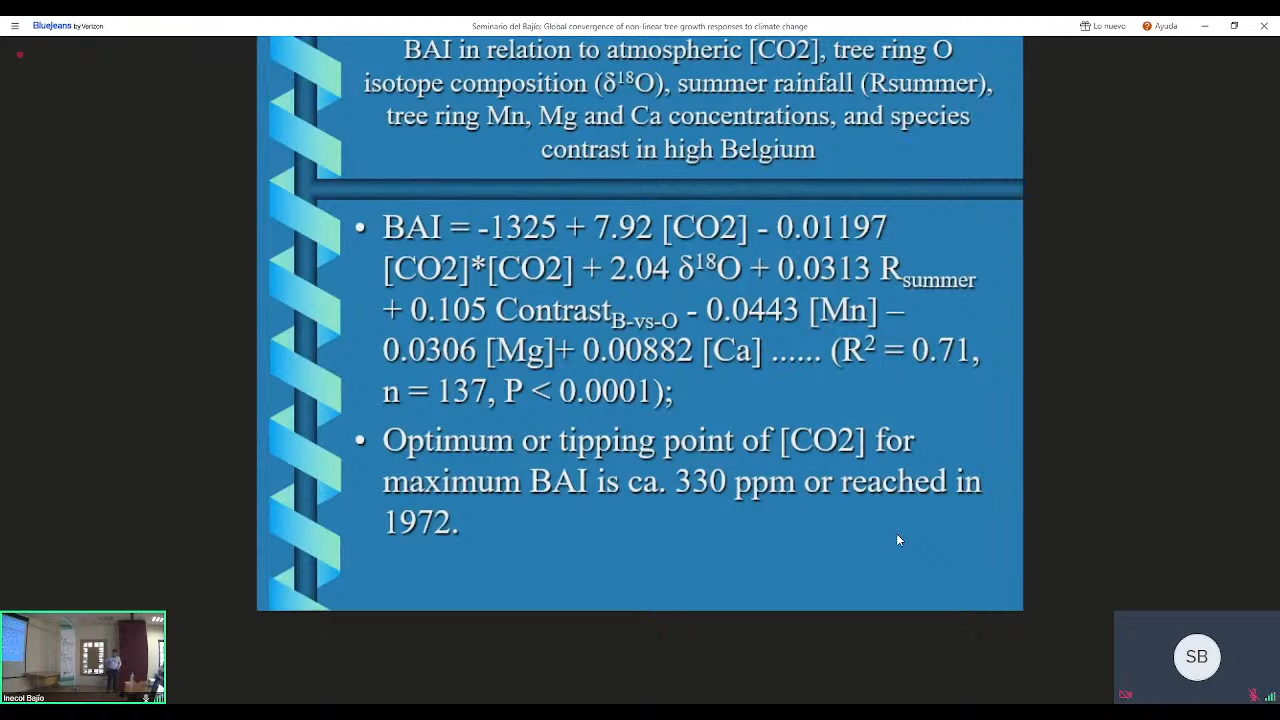 BlueJeans by Verizon
Seminario del Bajío: Global convergence of non-linear tree growth responses to climate change
Lo nuevo
Ayuda
BAI in relation to atmospheric [CO2], tree ring O
isotope composition (δ¹⁸O), summer rainfall (Rsummer),
tree ring Mn, Mg and Ca concentrations, and species
contrast in high Belgium
• BAI = -1325 + 7.92 [CO2] - 0.01197
[CO2]*[CO2] + 2.04 δ¹⁸O + 0.0313 Rsummer
+ 0.105 ContrastB-vs-O - 0.0443 [Mn] –
0.0306 [Mg]+ 0.00882 [Ca] ...... (R² = 0.71,
n = 137, P < 0.0001);
• Optimum or tipping point of [CO2] for
maximum BAI is ca. 330 ppm or reached in
1972.
Inecol Bajío
SB